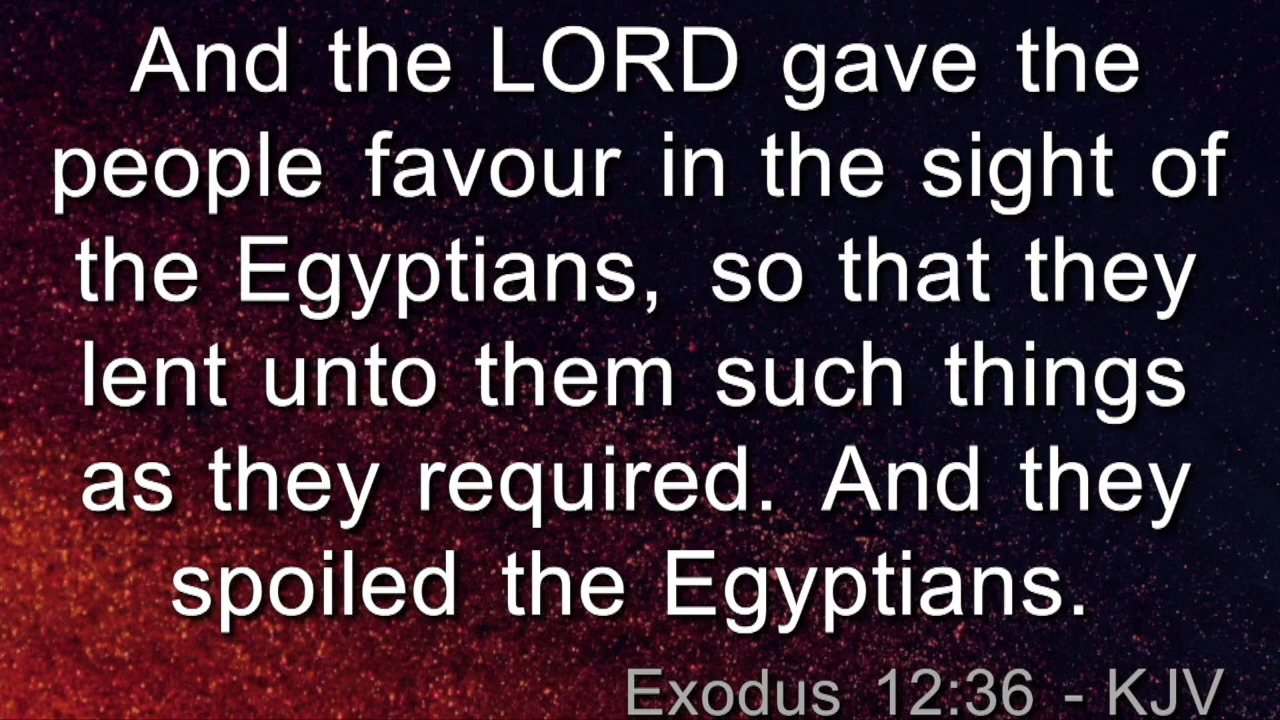 And the LORD gave the
people favour in the sight of
the Egyptians, so that they
lent unto them such things
as they required. And they
spoiled the Egyptians.
Exodus 12:36 - KJV